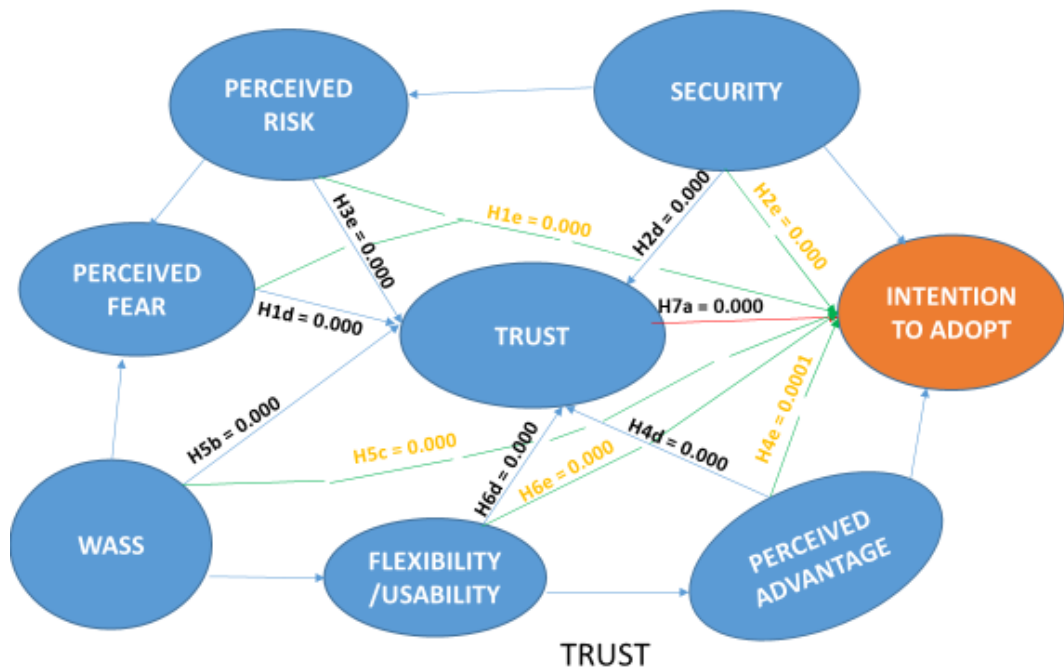 PERCEIVED
RISK
SECURITY
H3e = 0.000
H1e = 0.000
H2d = 0.000
H2e = 0.000
PERCEIVED
FEAR
H1d = 0.000
TRUST
H7a = 0.000
INTENTION
TO ADOPT
H5b = 0.000
H5c = 0.000
H6d = 0.000
H6e = 0.000
H4d = 0.000
H4e = 0.0001
WASS
FLEXIBILITY
/USABILITY
PERCEIVED
ADVANTAGE
TRUST